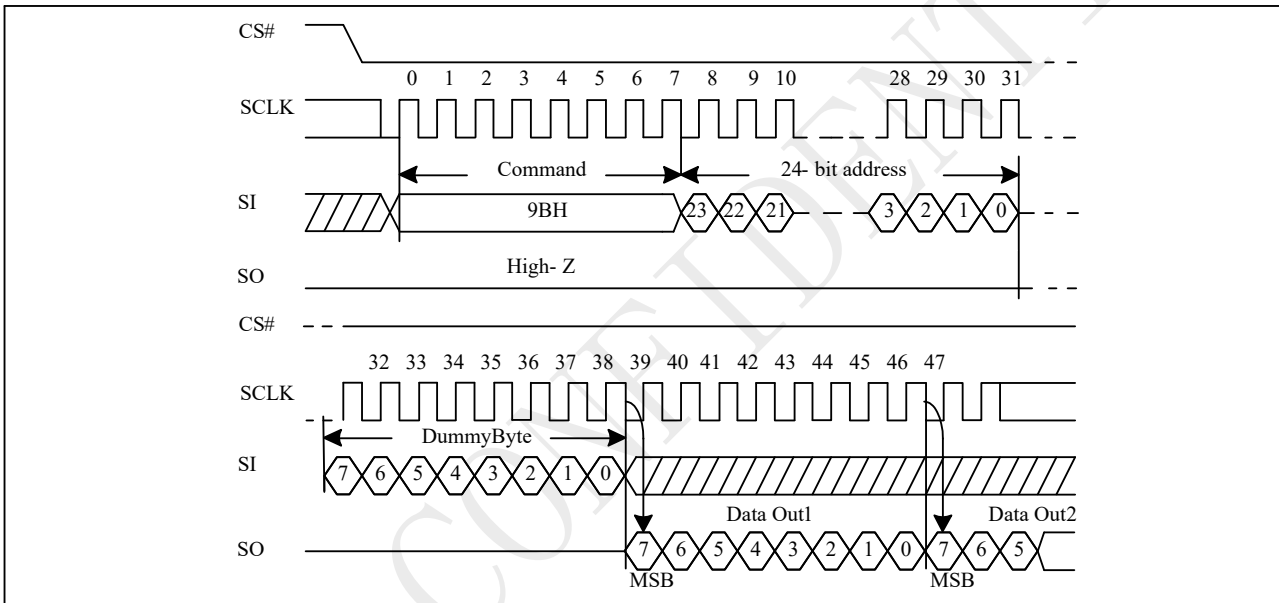 CS#
0 1 2 3 4 5 6 7 8 9 10 28 29 30 31
SCLK
Command 24- bit address
SI 9BH 23 22 21 3 2 1 0
High- Z
SO
CS#
32 33 34 35 36 37 38 39 40 41 42 43 44 45 46 47
SCLK
DummyByte
SI 7 6 5 4 3 2 1 0
Data Out1 Data Out2
SO 7 6 5 4 3 2 1 0 7 6 5
MSB MSB